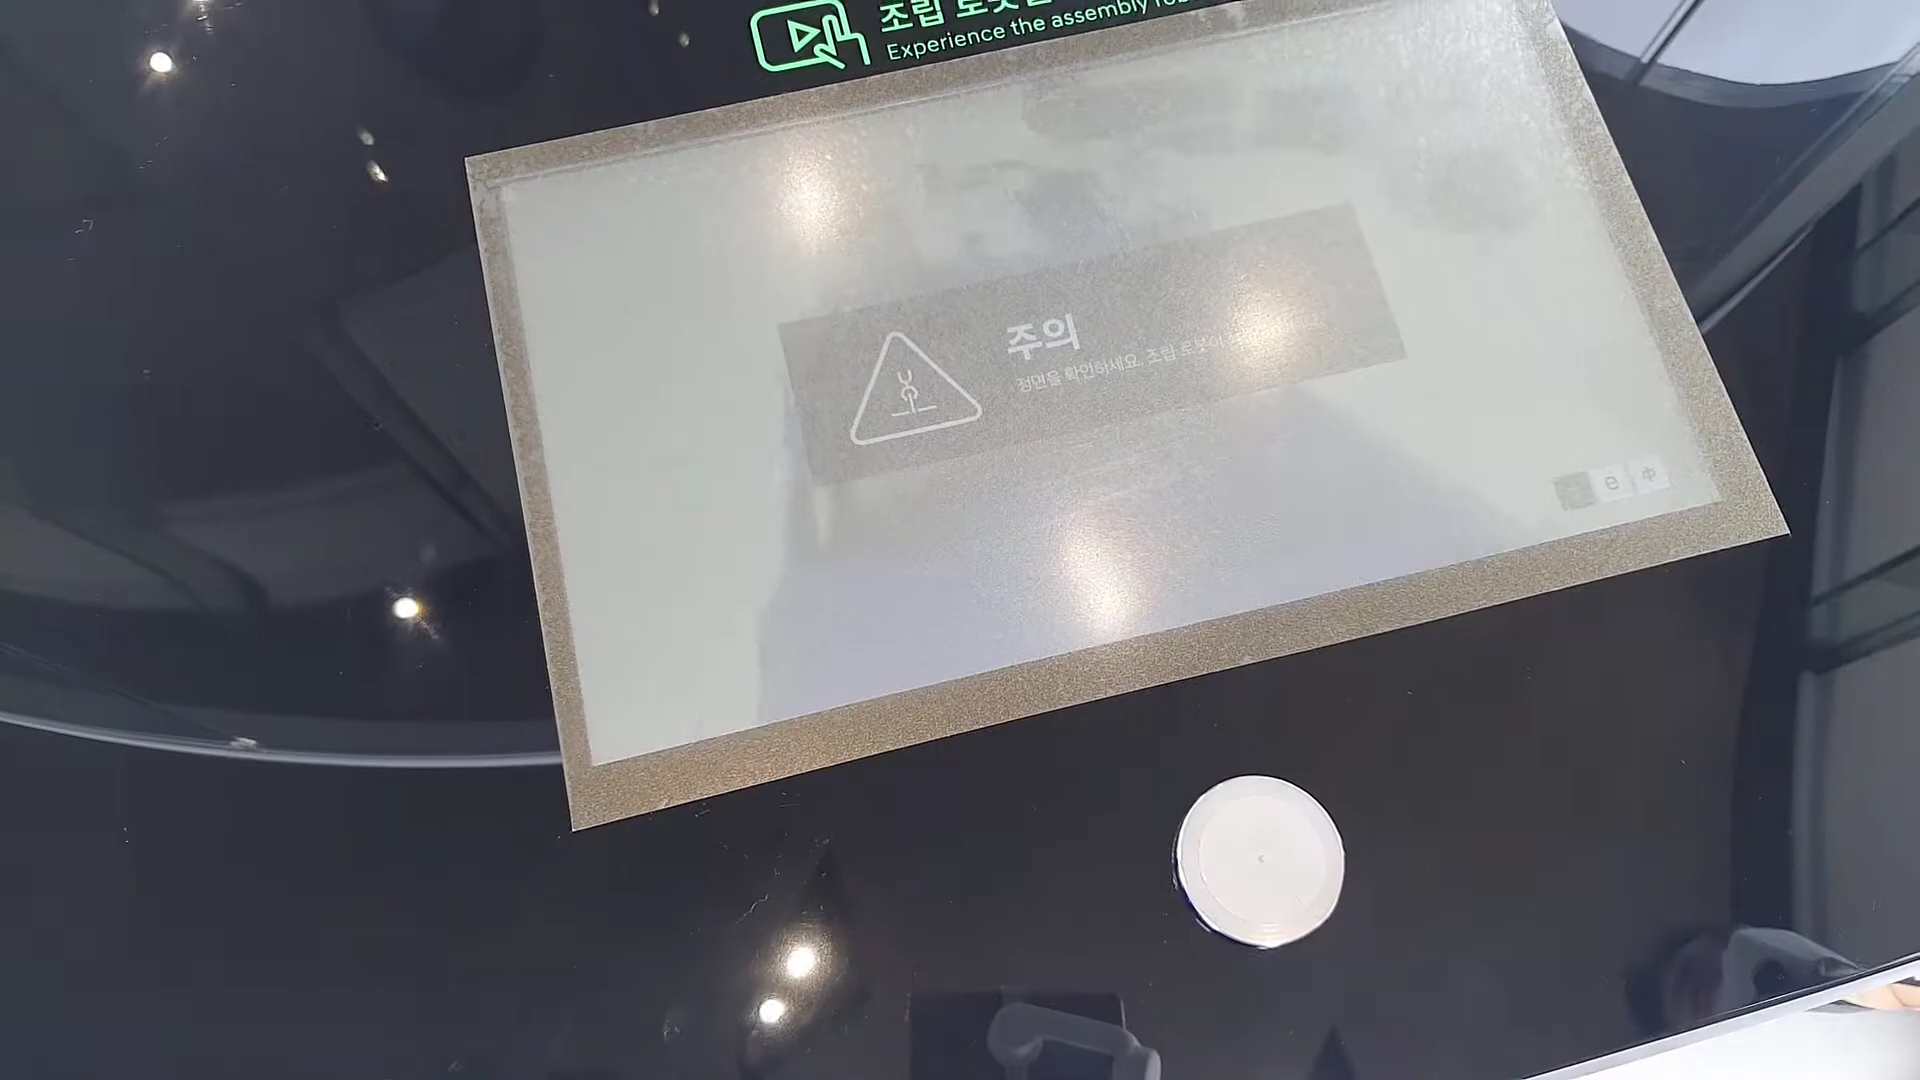 조립
Experience the assembly
주의
정면을 확인하세요. 조립 로봇이
e 中